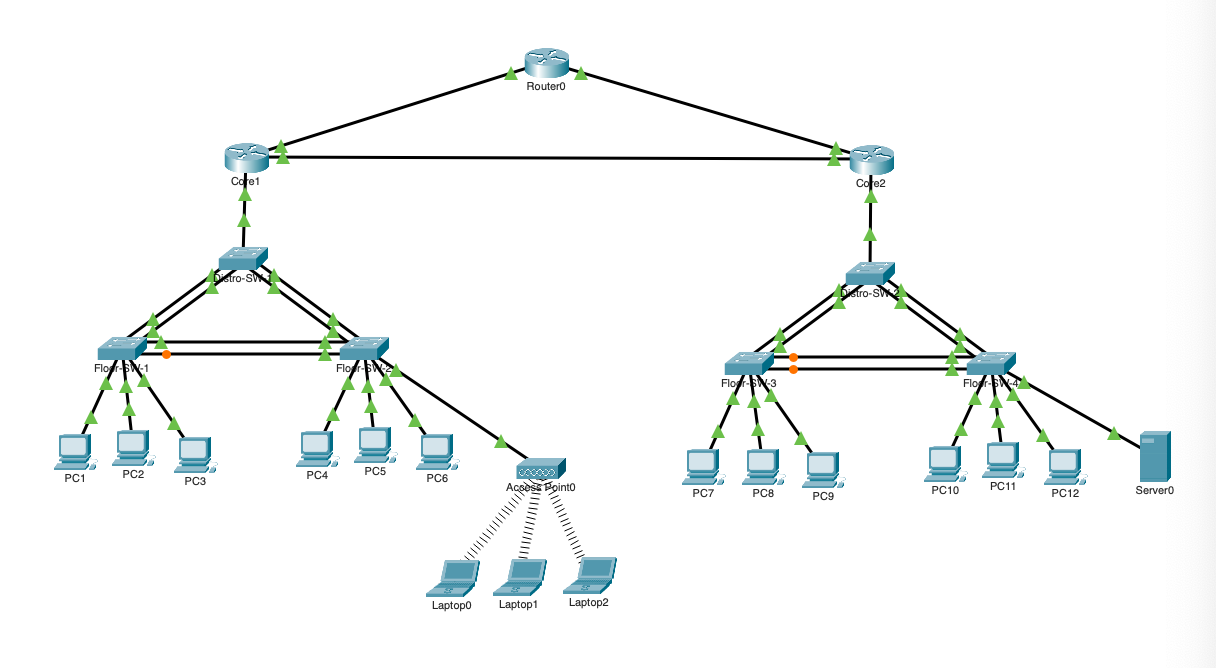 Router0
Core1
Core2
Distro-SW-1
Distro-SW-2
Floor-SW-1
Floor-SW-2
Floor-SW-3
Floor-SW-4
PC1
PC2
PC3
PC4
PC5
PC6
Access Point0
PC7
PC8
PC9
PC10
PC11
PC12
Server0
Laptop0
Laptop1
Laptop2